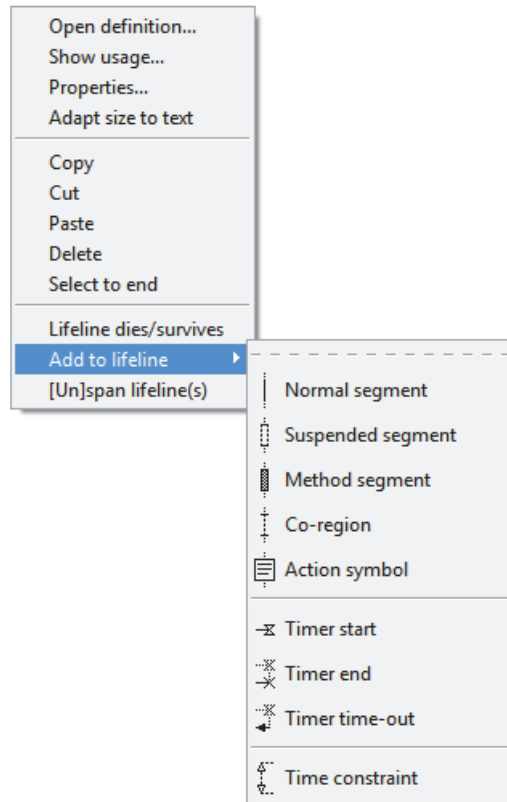 Open definition...
Show usage...
Properties...
Adapt size to text
Copy
Cut
Paste
Delete
Select to end
Lifeline dies/survives
Add to lifeline
[Un]span lifeline(s)
Normal segment
Suspended segment
Method segment
Co-region
Action symbol
Timer start
Timer end
Timer time-out
Time constraint